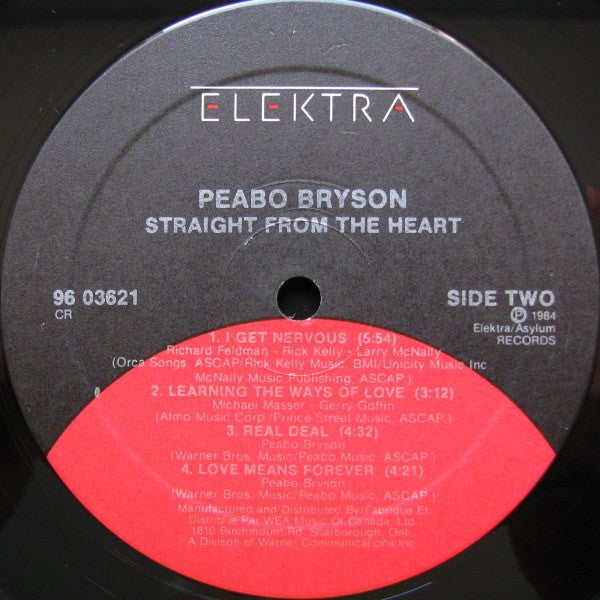 ELEKTRA
PEABO BRYSON
STRAIGHT FROM THE HEART
96 03621
CR
SIDE TWO
Ⓟ 1984
Elektra/Asylum
RECORDS
1. I GET NERVOUS (5:54)
Richard Feldman - Rick Kelly - Larry McNally
(Orca Songs, ASCAP/Rick Kelly Music, BMI/Unicity Music Inc.
McNally Music Publishing, ASCAP)
2. LEARNING THE WAYS OF LOVE (3:12)
Michael Masser - Gerry Goffin
(Almo Music Corp/Prince Street Music, ASCAP)
3. REAL DEAL (4:32)
Peabo Bryson
(Warner Bros. Music/Peabo Music, ASCAP)
4. LOVE MEANS FOREVER (4:21)
Peabo Bryson
(Warner Bros. Music/Peabo Music, ASCAP)
Manufactured and Distributed By/Fabrique Et
Distribue Par WEA Music Of Canada, Ltd.
1810 Birchmount Rd., Scarborough, Ont.
A Division of Warner Communications Inc.